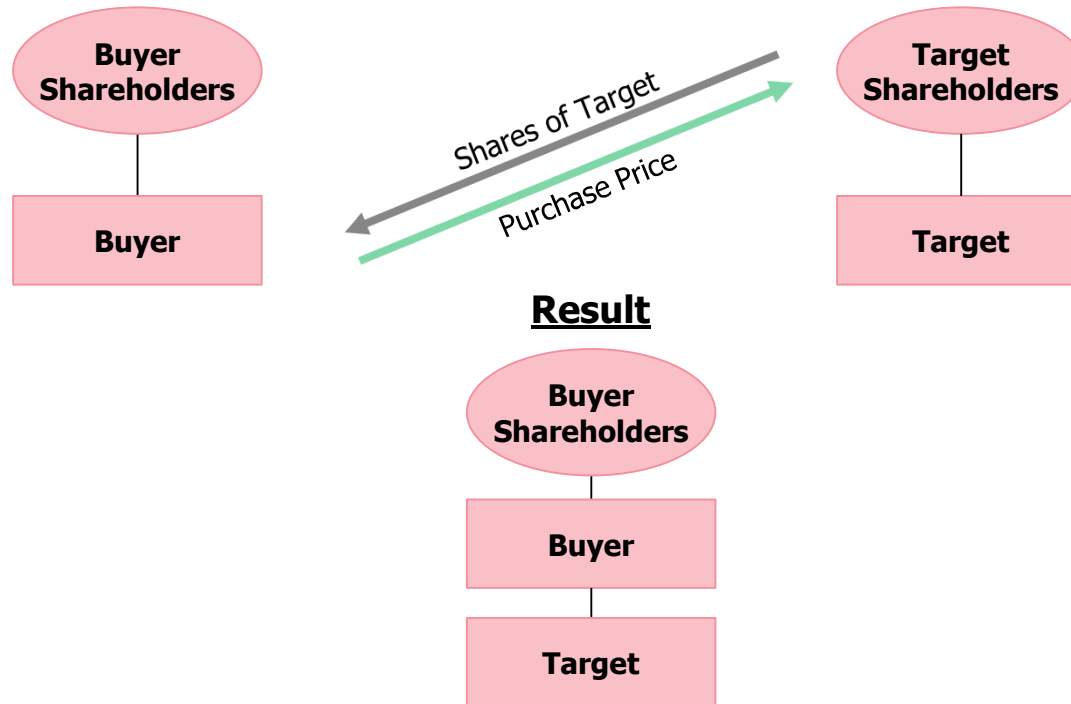 Buyer
Shareholders
Target
Shareholders
Shares of Target
Purchase Price
Buyer
Target
Result
Buyer
Shareholders
Buyer
Target